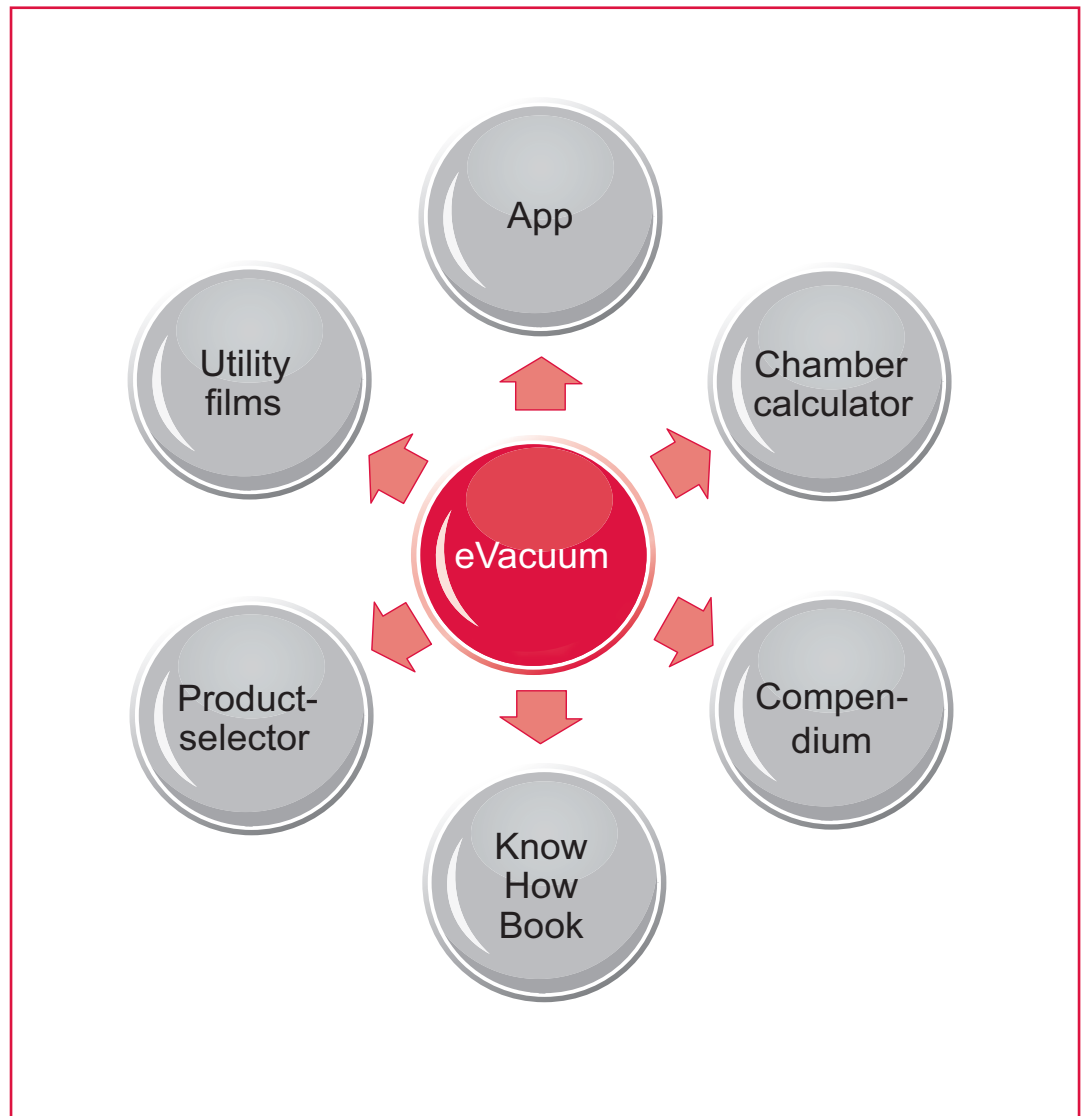 App
Utility
films
Chamber
calculator
eVacuum
Product-
selector
Compen-
dium
Know
How
Book